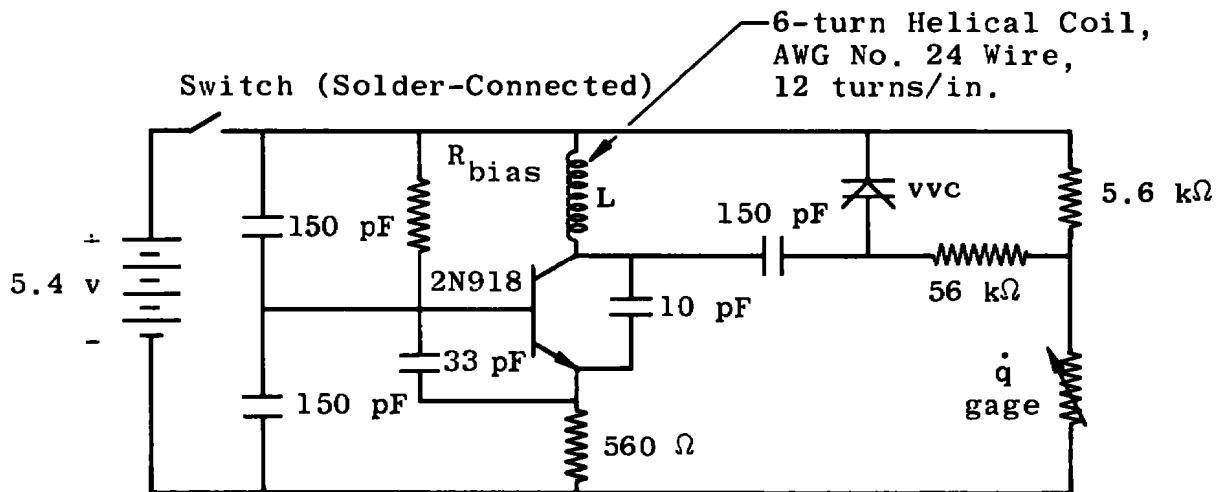 6-turn Helical Coil,
AWG No. 24 Wire,
12 turns/in.
Switch (Solder-Connected)
R bias
L
vvc
5.6 kΩ
150 pF
150 pF
+
5.4 v
-
2N918
10 pF
56 kΩ
33 pF
q̇
gage
150 pF
560 Ω